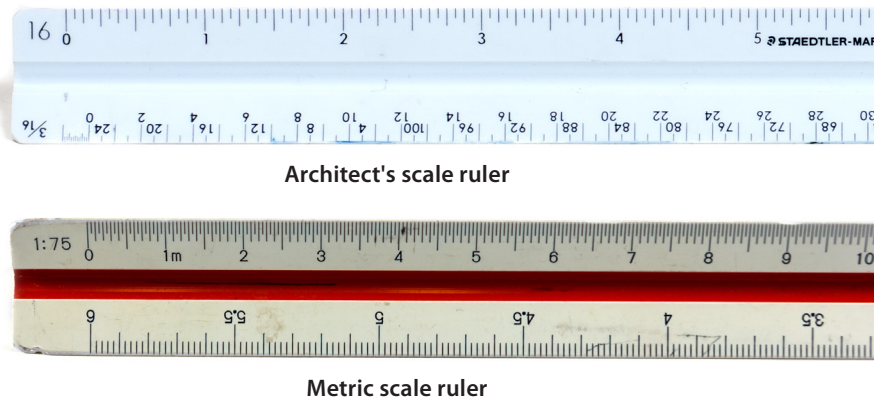 16 0 1 2 3 4 5 STAEDTLER-MAR
0 2 4 6 8 10 12 14 16 18 20 22 24 26 28 30
3/16 24 20 16 12 8 4 100 96 92 88 84 80 76 72 68
Architect's scale ruler
1:75 0 1m 2 3 4 5 6 7 8 9 10
6 5.5 5 4.5 4 3.5
Metric scale ruler